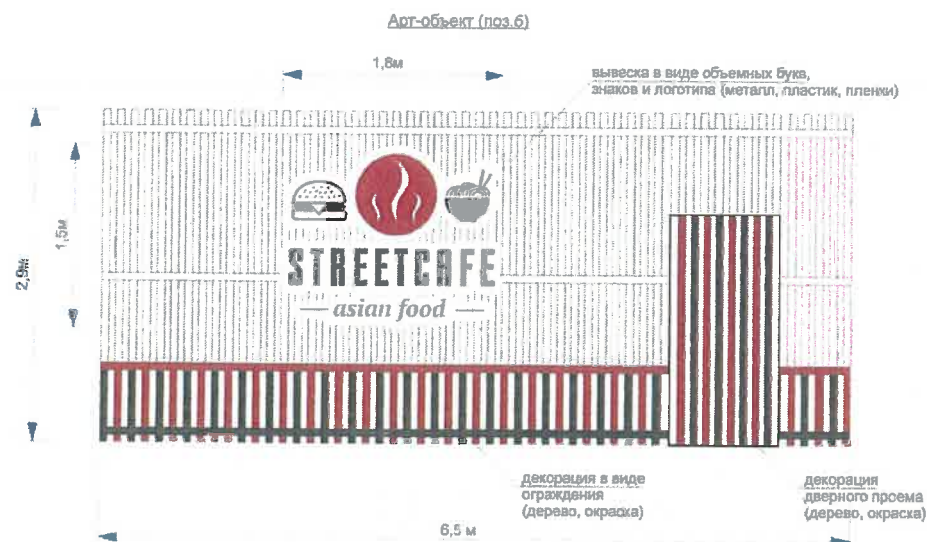 Арт-объект (поз.6)
1,8м
вывеска в виде объемных букв,
знаков и логотипа (металл, пластик, пленки)
2,9м
1,5м
STREETCAFE
asian food
декорация в виде
ограждения
(дерево, окраска)
декорация
дверного проема
(дерево, окраска)
6,5 м